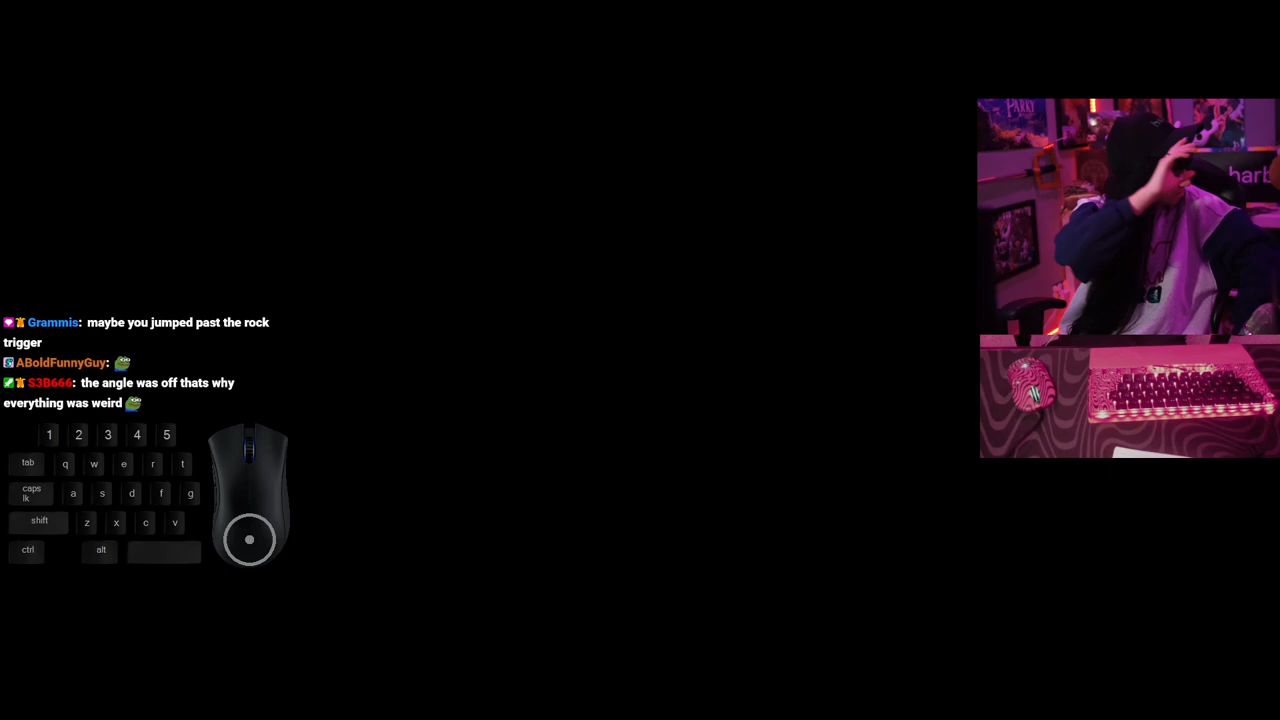 PARKY
harb
Grammis: maybe you jumped past the rock
trigger
ABoldFunnyGuy:
S3B666: the angle was off thats why
everything was weird
1 2 3 4 5
tab q w e r t
caps
lk a s d f g
shift z x c v
ctrl alt